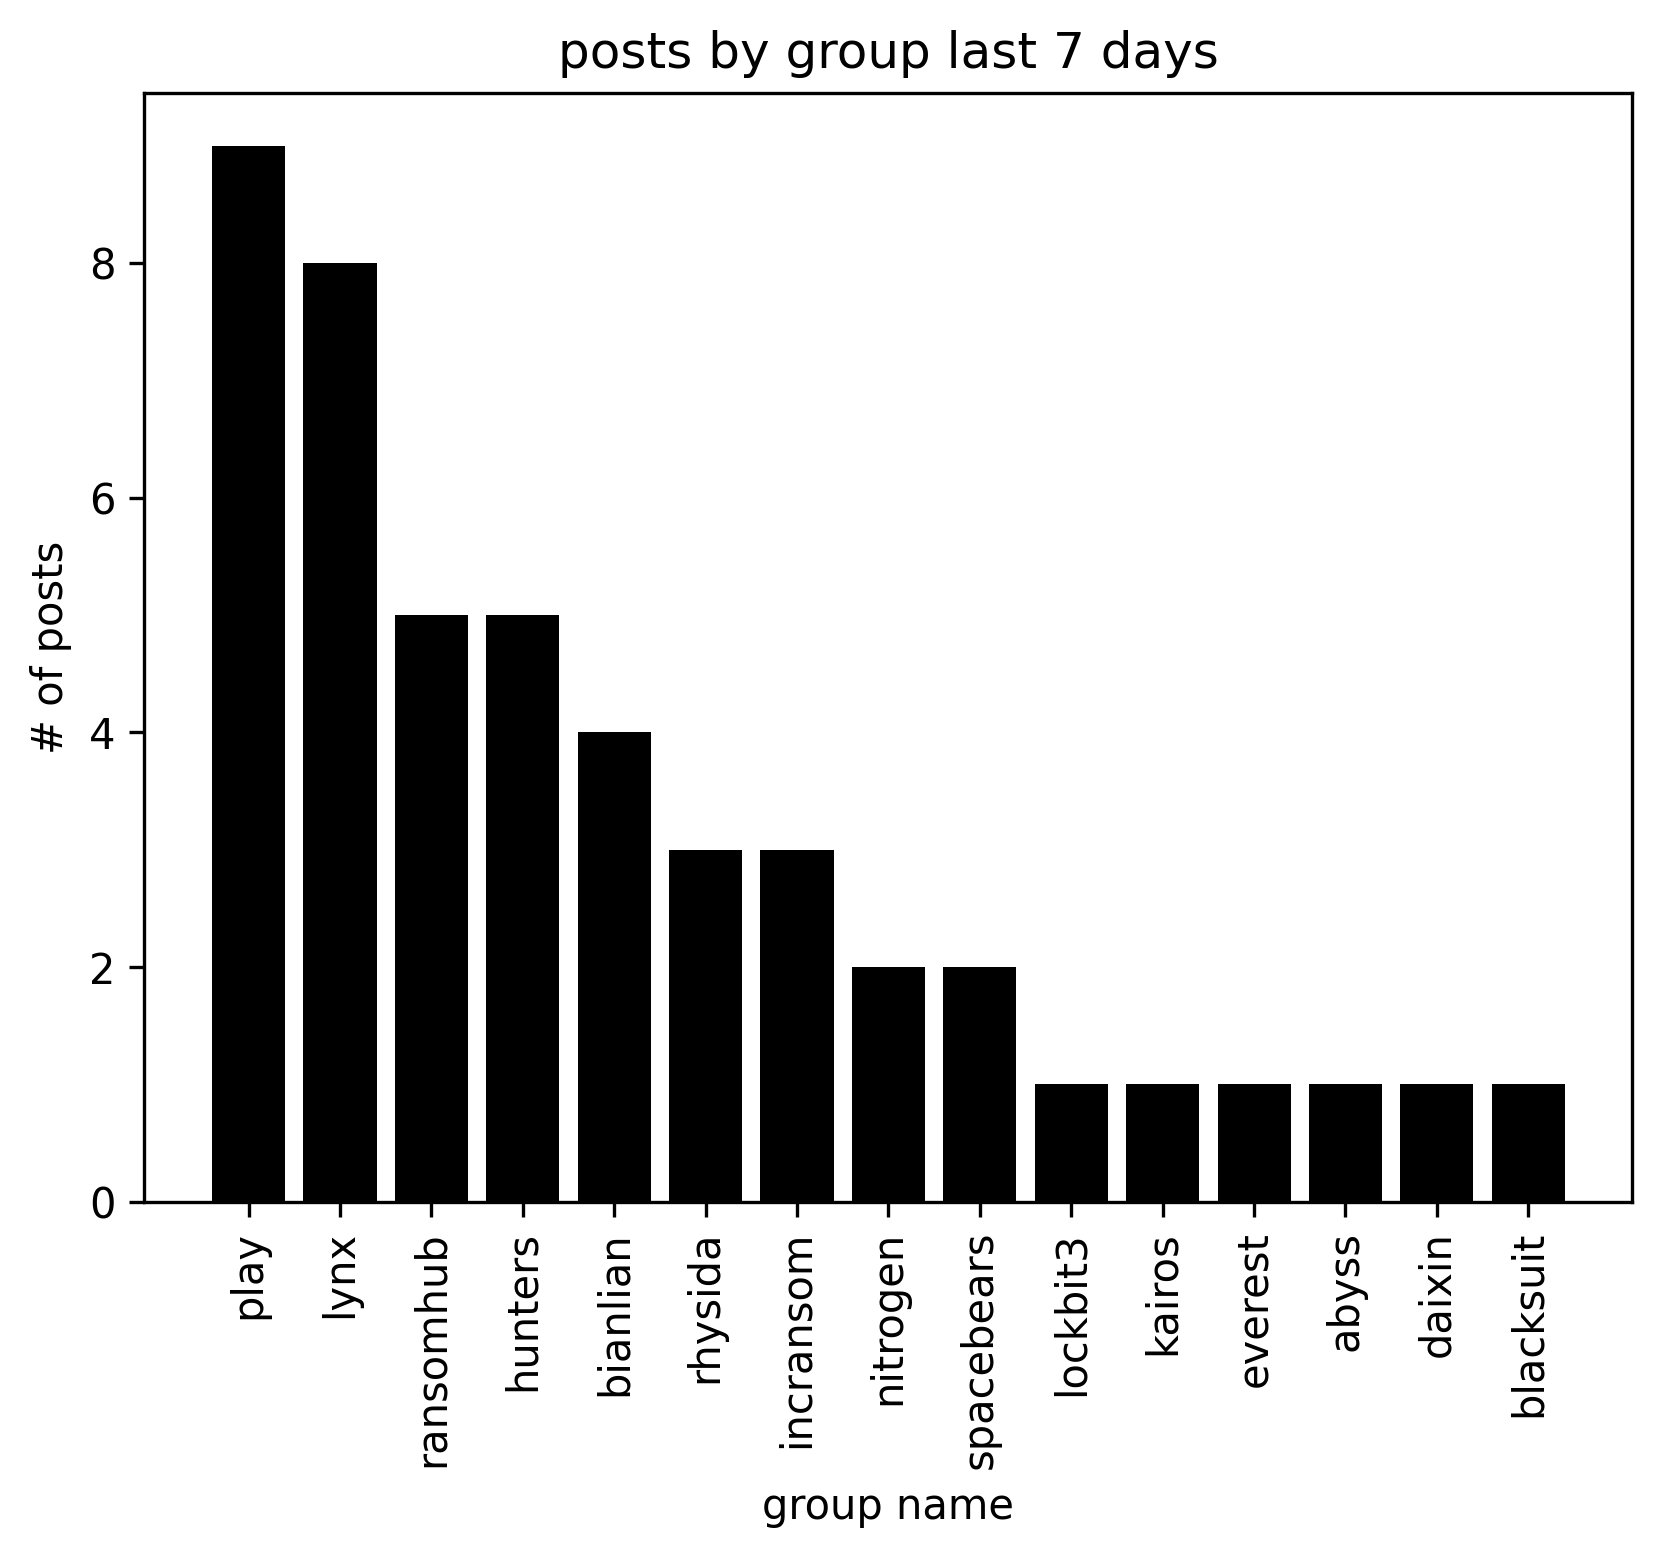 posts by group last 7 days
# of posts
8
6
4
2
0
play
lynx
ransomhub
hunters
bianlian
rhysida
incransom
nitrogen
spacebears
lockbit3
kairos
everest
abyss
daixin
blacksuit
group name